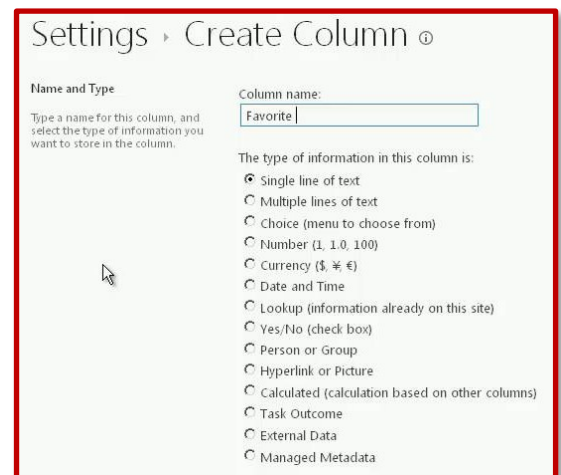 Settings › Create Column
Name and Type
Type a name for this column, and
select the type of information you
want to store in the column.
Column name:
Favorite
The type of information in this column is:
Single line of text
Multiple lines of text
Choice (menu to choose from)
Number (1, 1.0, 100)
Currency ($, ¥, €)
Date and Time
Lookup (information already on this site)
Yes/No (check box)
Person or Group
Hyperlink or Picture
Calculated (calculation based on other columns)
Task Outcome
External Data
Managed Metadata